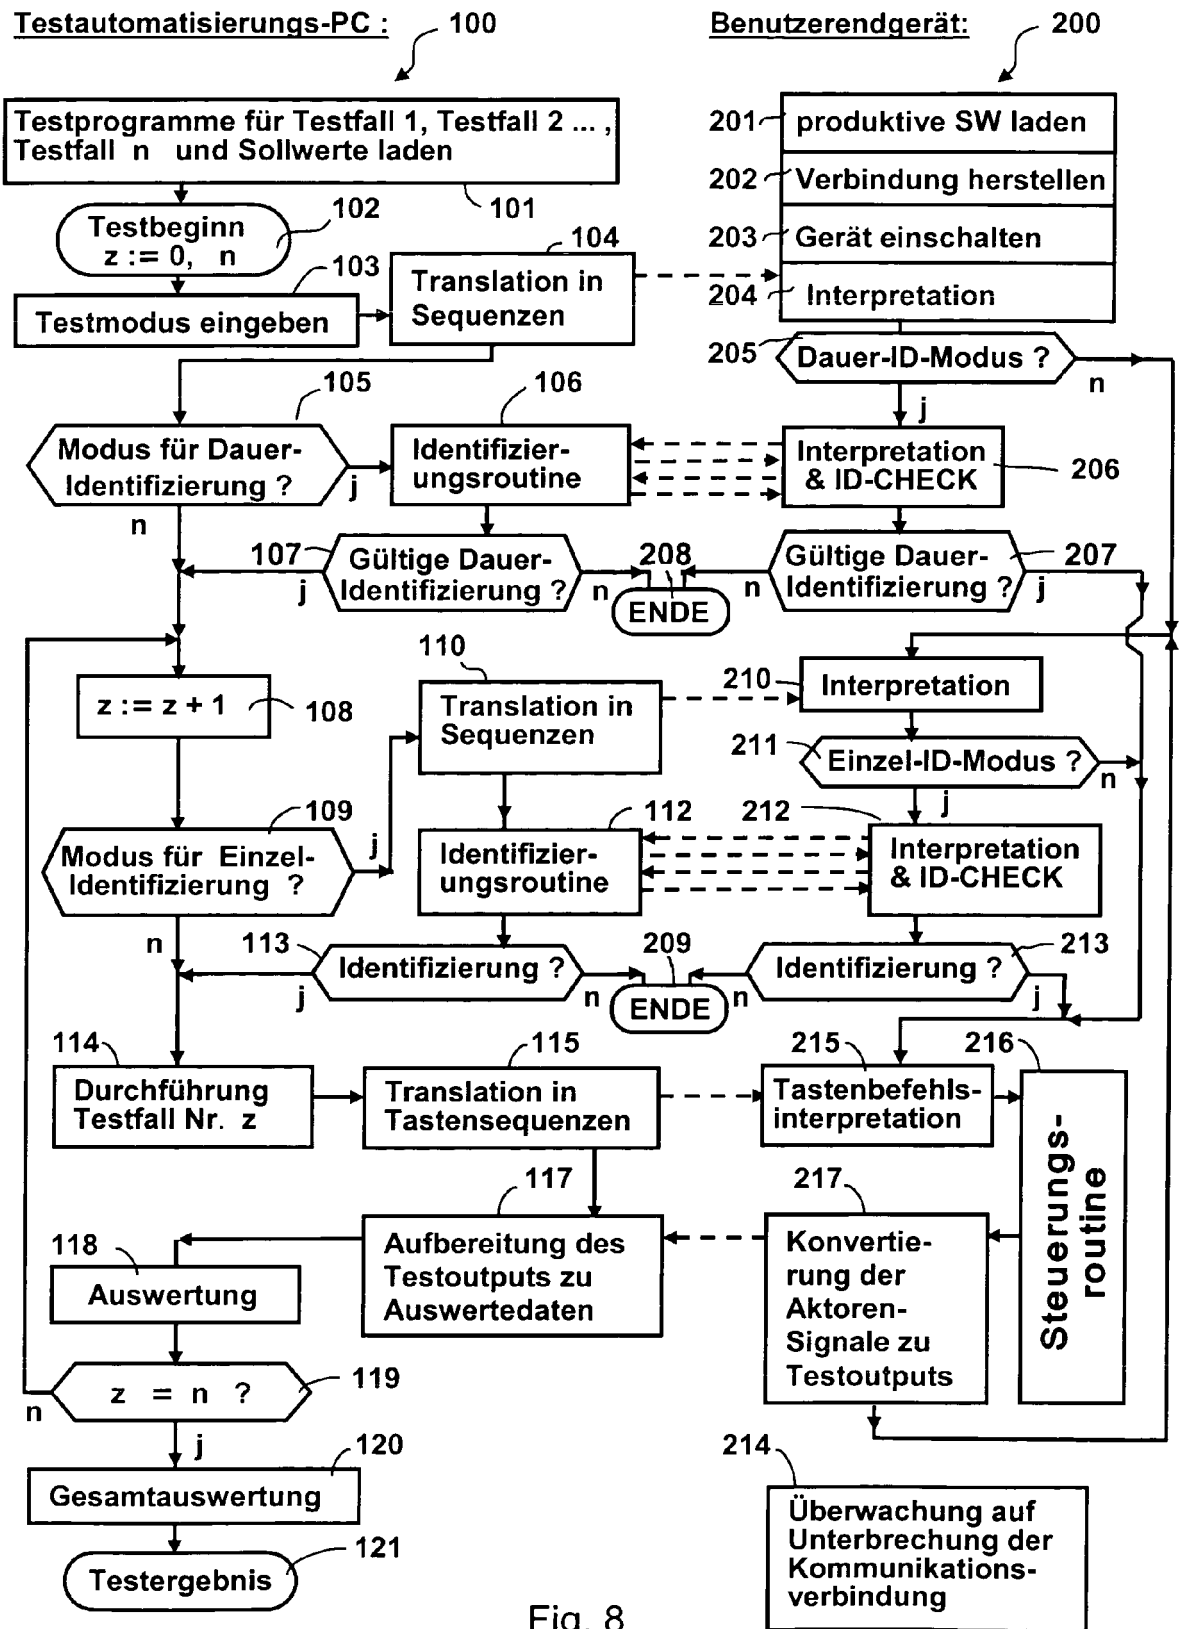 Testautomatisierungs-PC :
100
Benutzerendgerät:
200
Testprogramme für Testfall 1, Testfall 2 ... ,
Testfall n und Sollwerte laden
101
Testbeginn
z := 0, n
102
103
Testmodus eingeben
104
Translation in
Sequenzen
201
produktive SW laden
202
Verbindung herstellen
203
Gerät einschalten
204
Interpretation
205
Dauer-ID-Modus ?
n
j
105
Modus für Dauer-
Identifizierung ?
j
n
106
Identifizier-
ungsroutine
Interpretation
& ID-CHECK
206
107
Gültige Dauer-
Identifizierung ?
j
n
208
ENDE
n
Gültige Dauer-
Identifizierung ?
207
j
z := z + 1
108
110
Translation in
Sequenzen
210
Interpretation
211
Einzel-ID-Modus ?
n
j
109
Modus für Einzel-
Identifizierung ?
j
n
112
Identifizier-
ungsroutine
212
Interpretation
& ID-CHECK
113
Identifizierung ?
j
n
209
ENDE
n
Identifizierung ?
213
j
114
Durchführung
Testfall Nr. z
115
Translation in
Tastensequenzen
215
Tastenbefehls-
interpretation
216
Steuerungs-
routine
117
Aufbereitung des
Testoutputs zu
Auswertedaten
217
Konvertie-
rung der
Aktoren-
Signale zu
Testoutputs
118
Auswertung
z = n ?
119
n
j
120
Gesamtauswertung
Testergebnis
121
214
Überwachung auf
Unterbrechung der
Kommunikations-
verbindung
Fig. 8